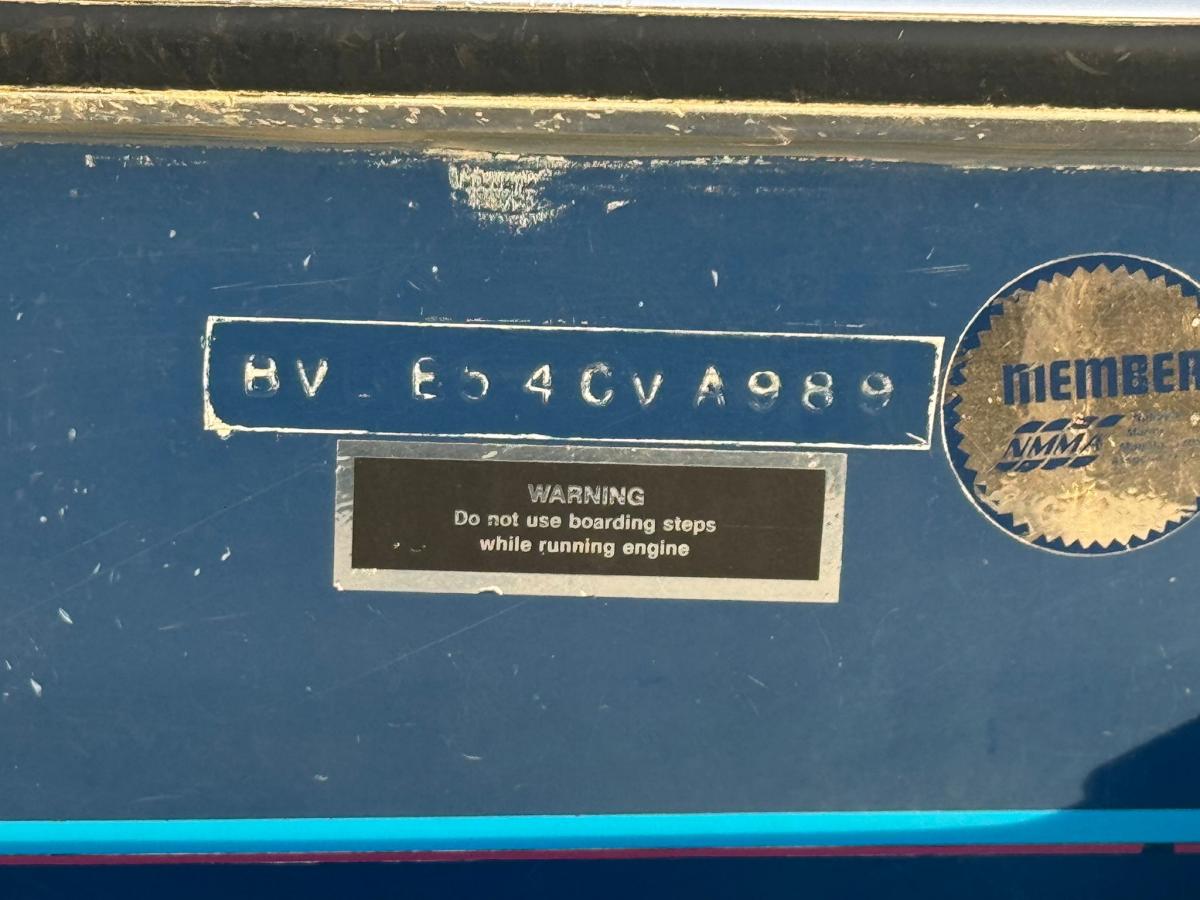 BV E54CVA989
WARNING
Do not use boarding steps
while running engine
MEMBER
NMMA